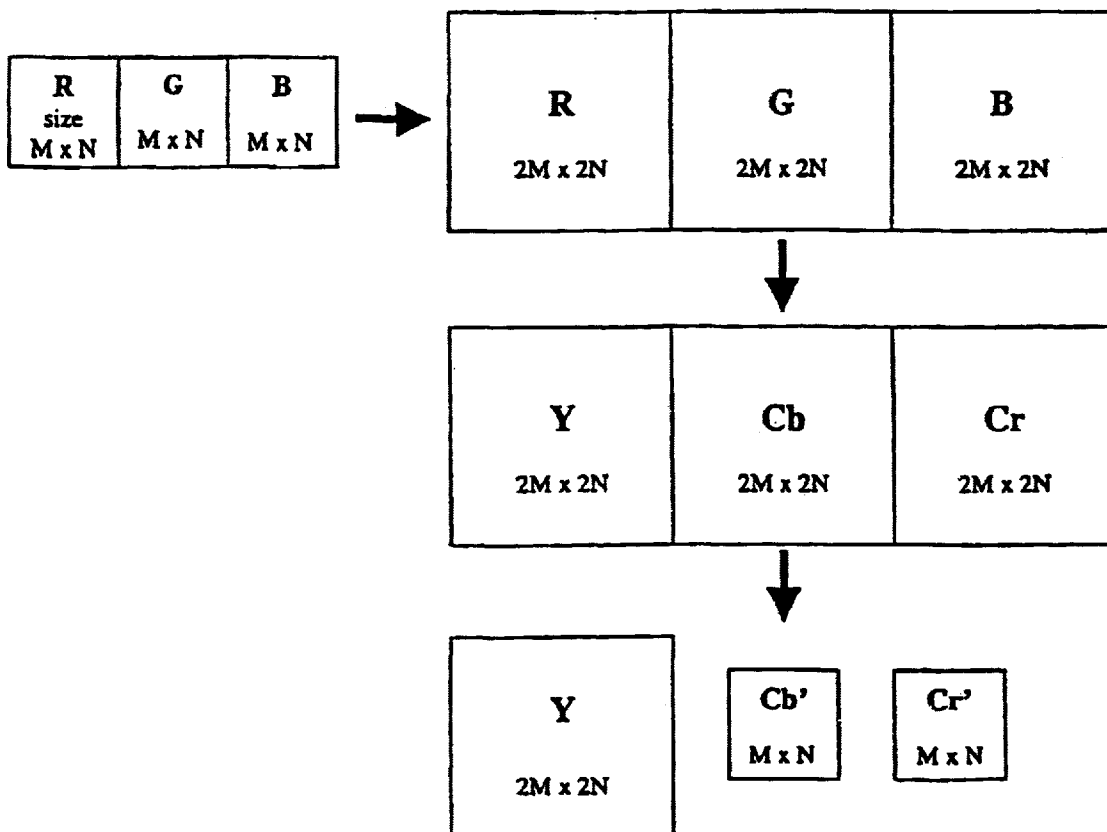 R G B
size
M x N M x N M x N
R G B
2M x 2N 2M x 2N 2M x 2N
Y Cb Cr
2M x 2N 2M x 2N 2M x 2N
Y Cb’ Cr’
M x N M x N
2M x 2N